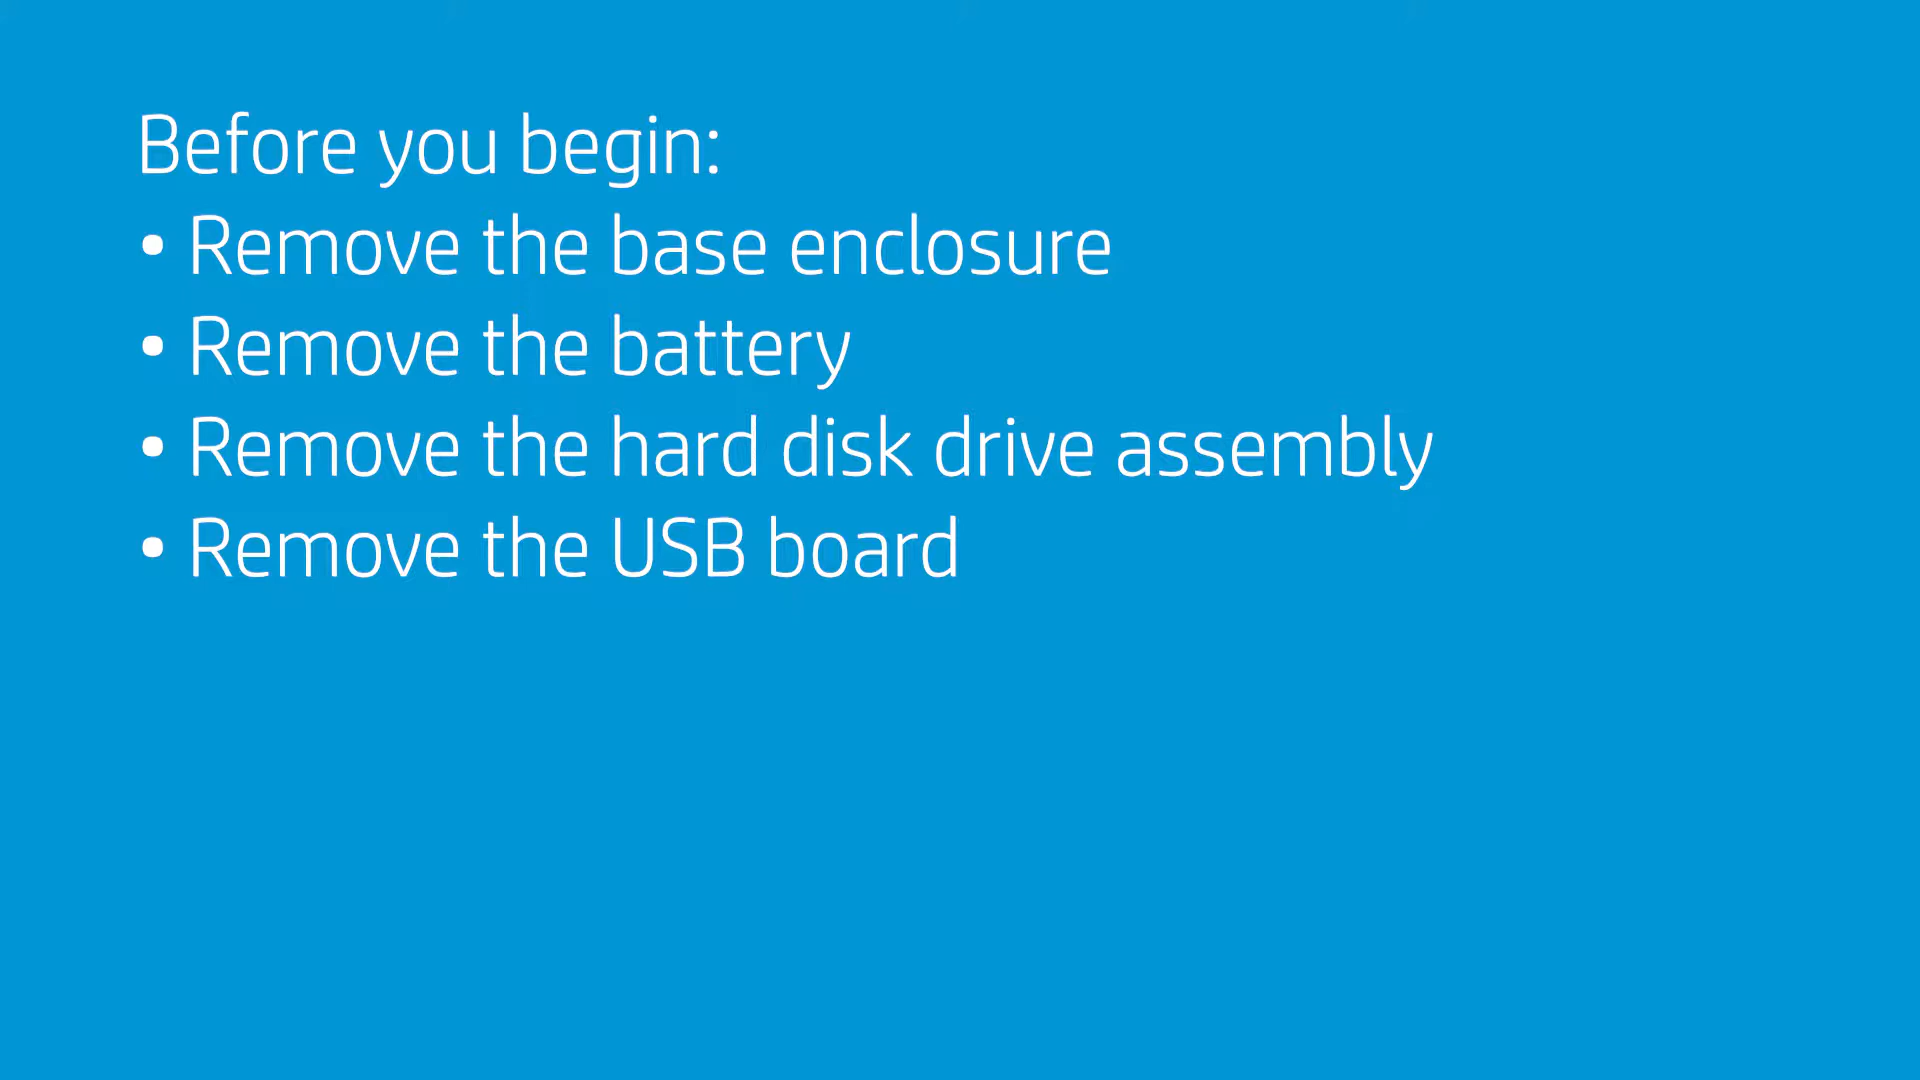 Before you begin:
• Remove the base enclosure
• Remove the battery
• Remove the hard disk drive assembly
• Remove the USB board